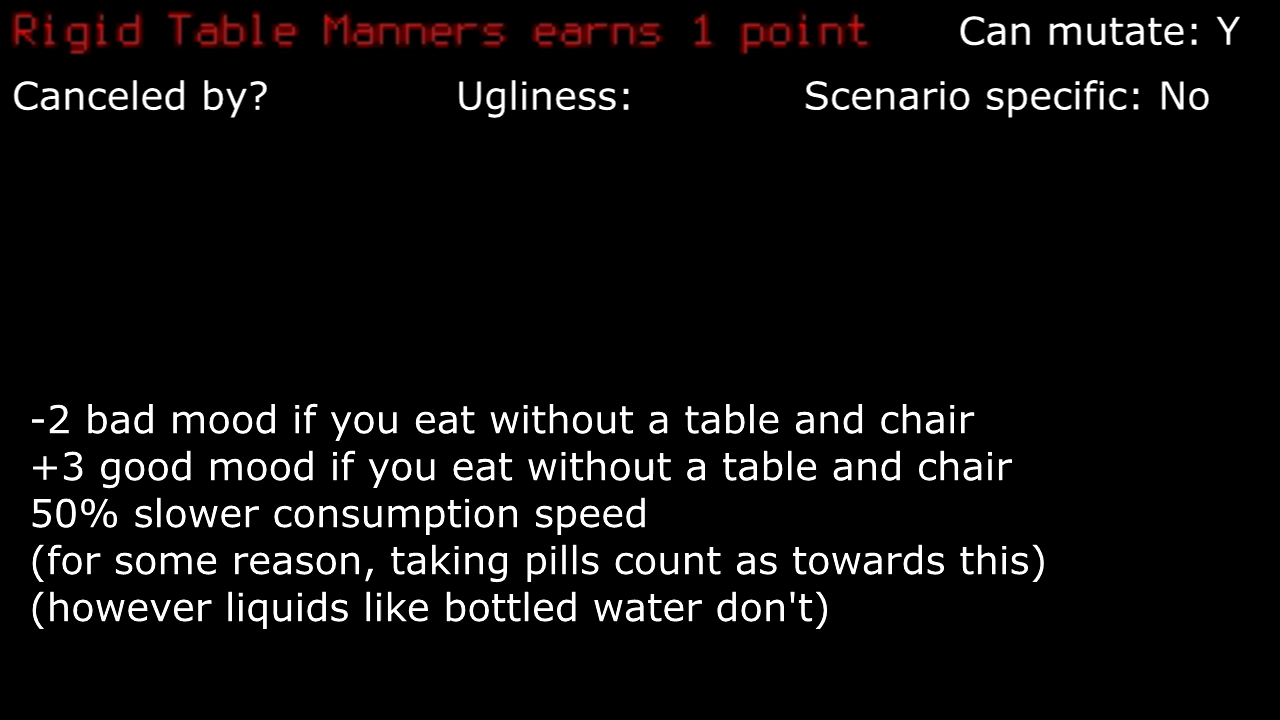 Rigid Table Manners earns 1 point Can mutate: Y
Canceled by? Ugliness: Scenario specific: No
-2 bad mood if you eat without a table and chair
+3 good mood if you eat without a table and chair
50% slower consumption speed
(for some reason, taking pills count as towards this)
(however liquids like bottled water don't)